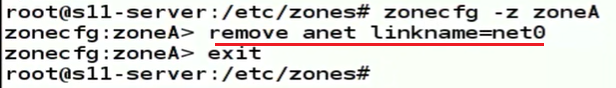 root@s11-server:/etc/zones# zonecfg -z zoneA
zonecfg:zoneA> remove anet linkname=net0
zonecfg:zoneA> exit
root@s11-server:/etc/zones#